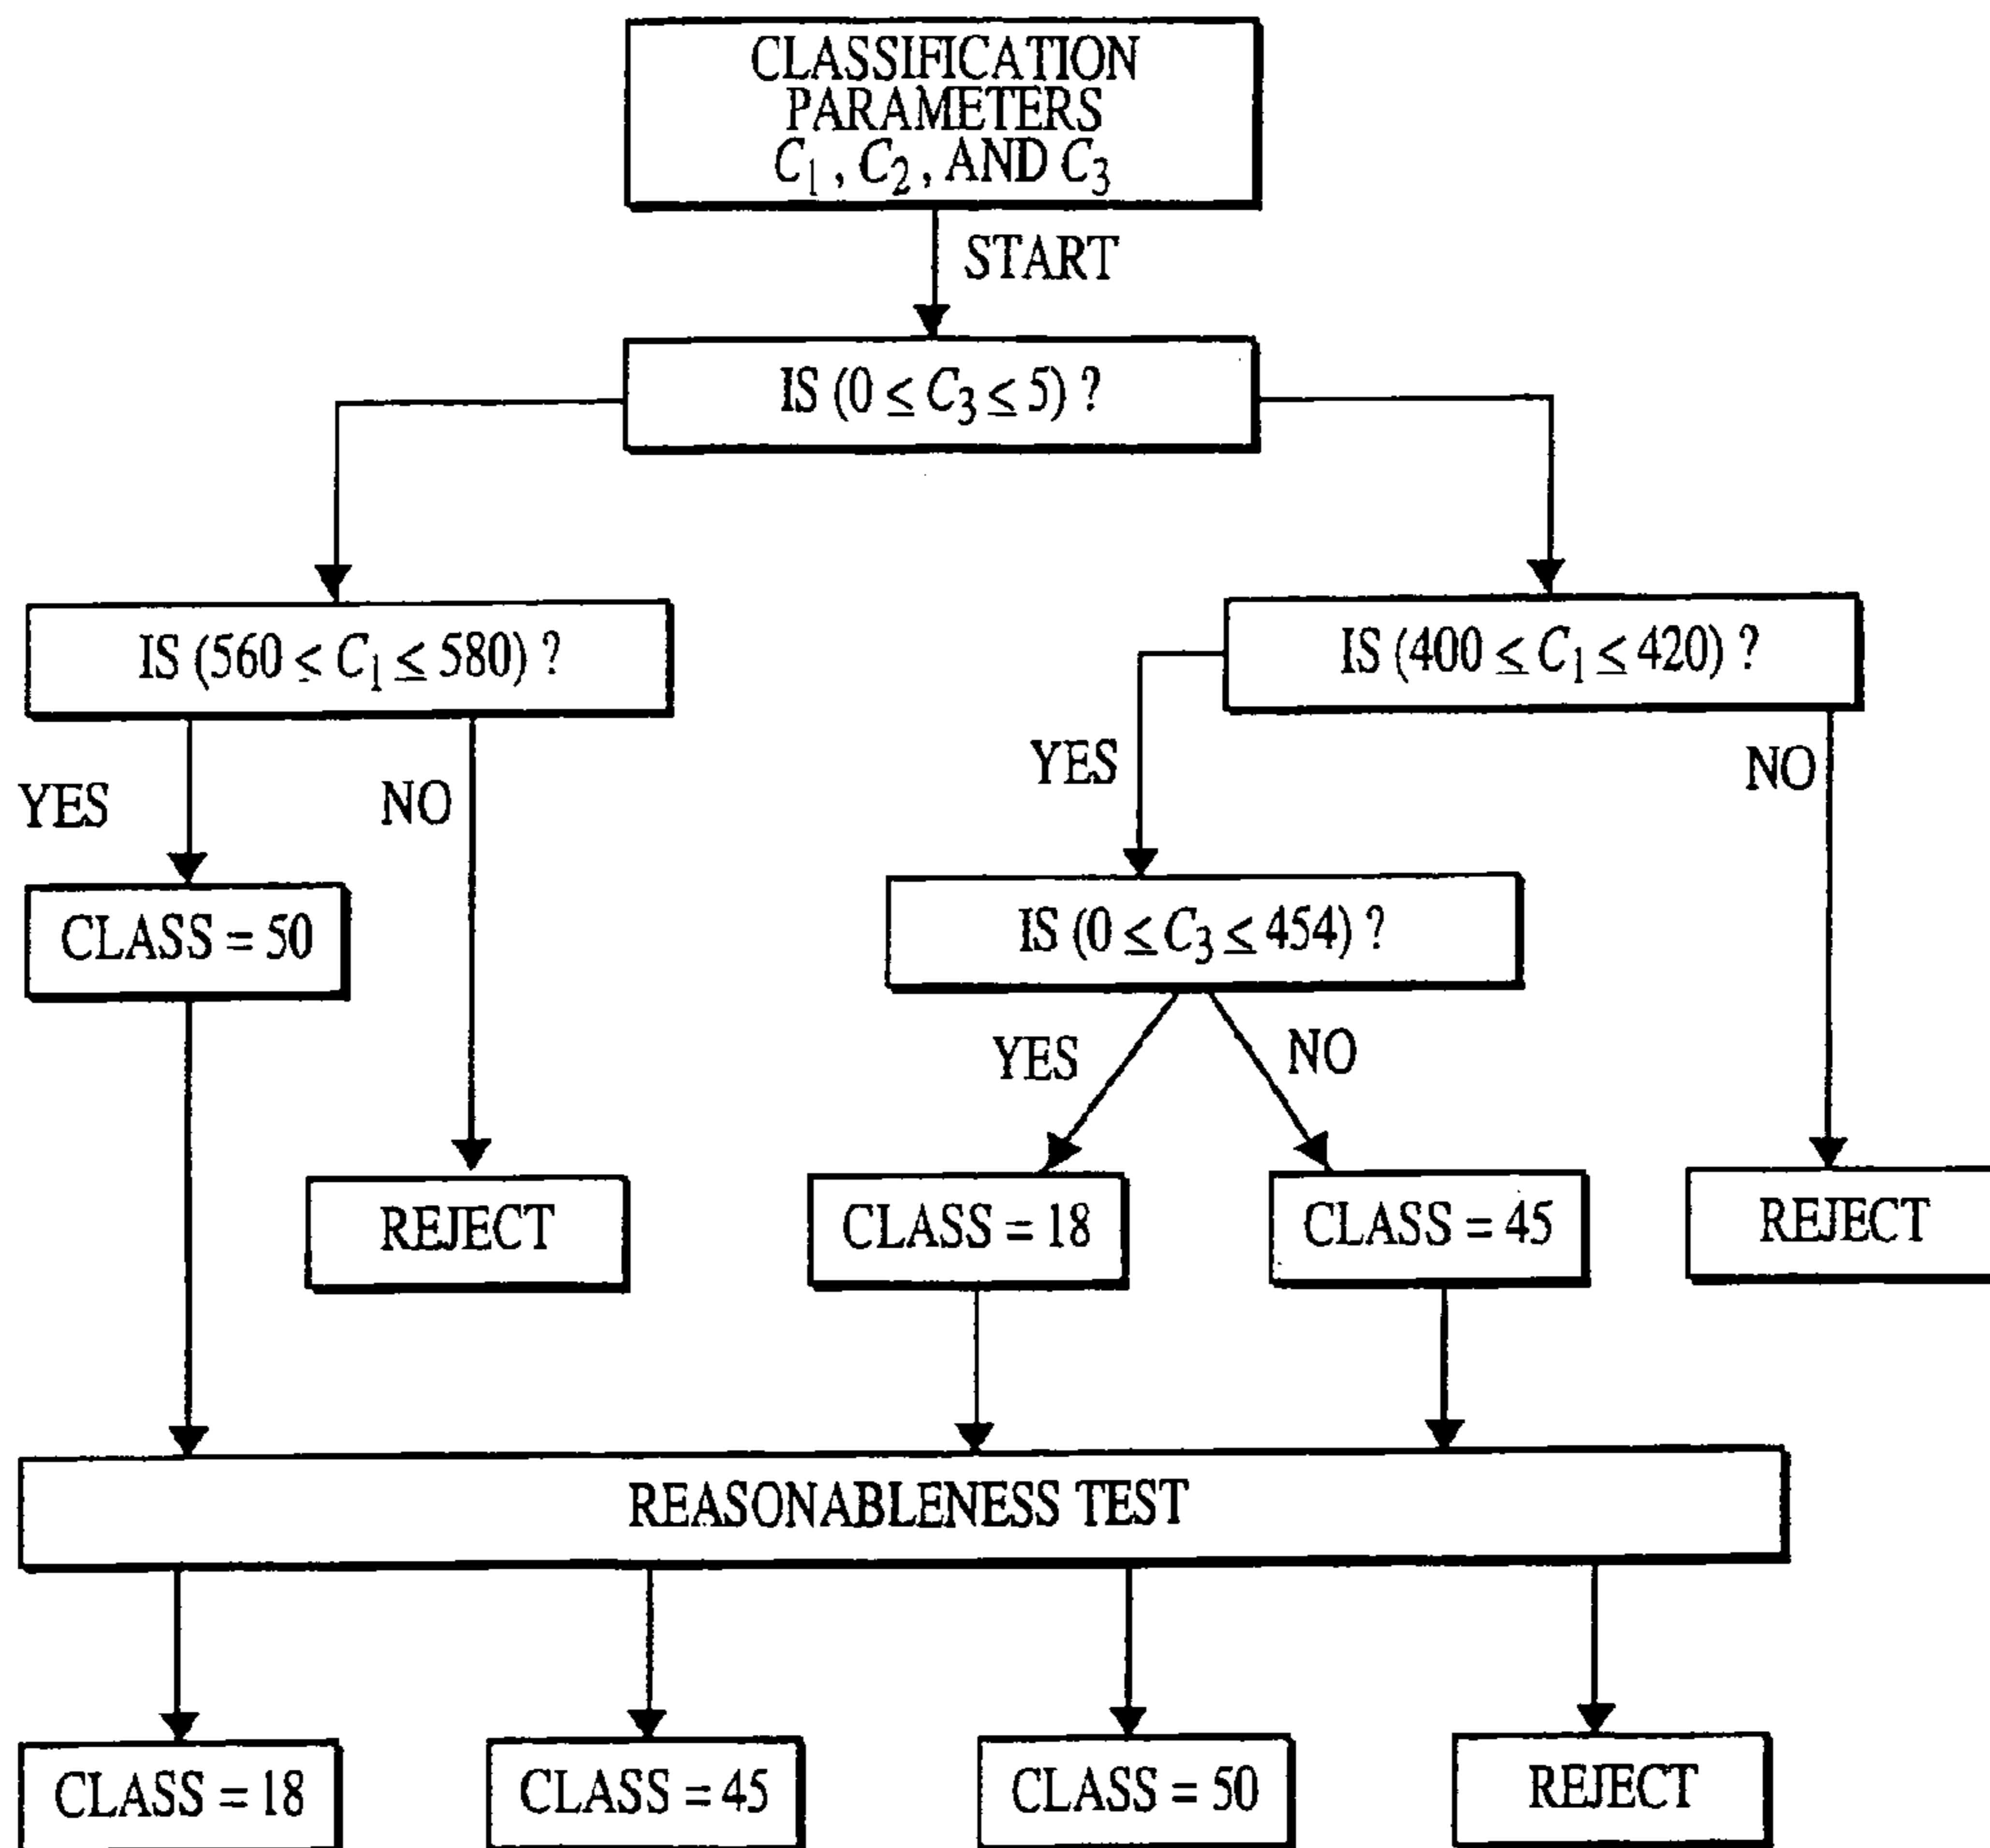 CLASSIFICATION
PARAMETERS
C₁, C₂, AND C₃
START
IS (0 ≤ C₃ ≤ 5) ?
IS (560 ≤ C₁ ≤ 580) ?
IS (400 ≤ C₁ ≤ 420) ?
YES
NO
YES
NO
CLASS = 50
IS (0 ≤ C₃ ≤ 454) ?
YES
NO
REJECT
CLASS = 18
CLASS = 45
REJECT
REASONABLENESS TEST
CLASS = 18
CLASS = 45
CLASS = 50
REJECT